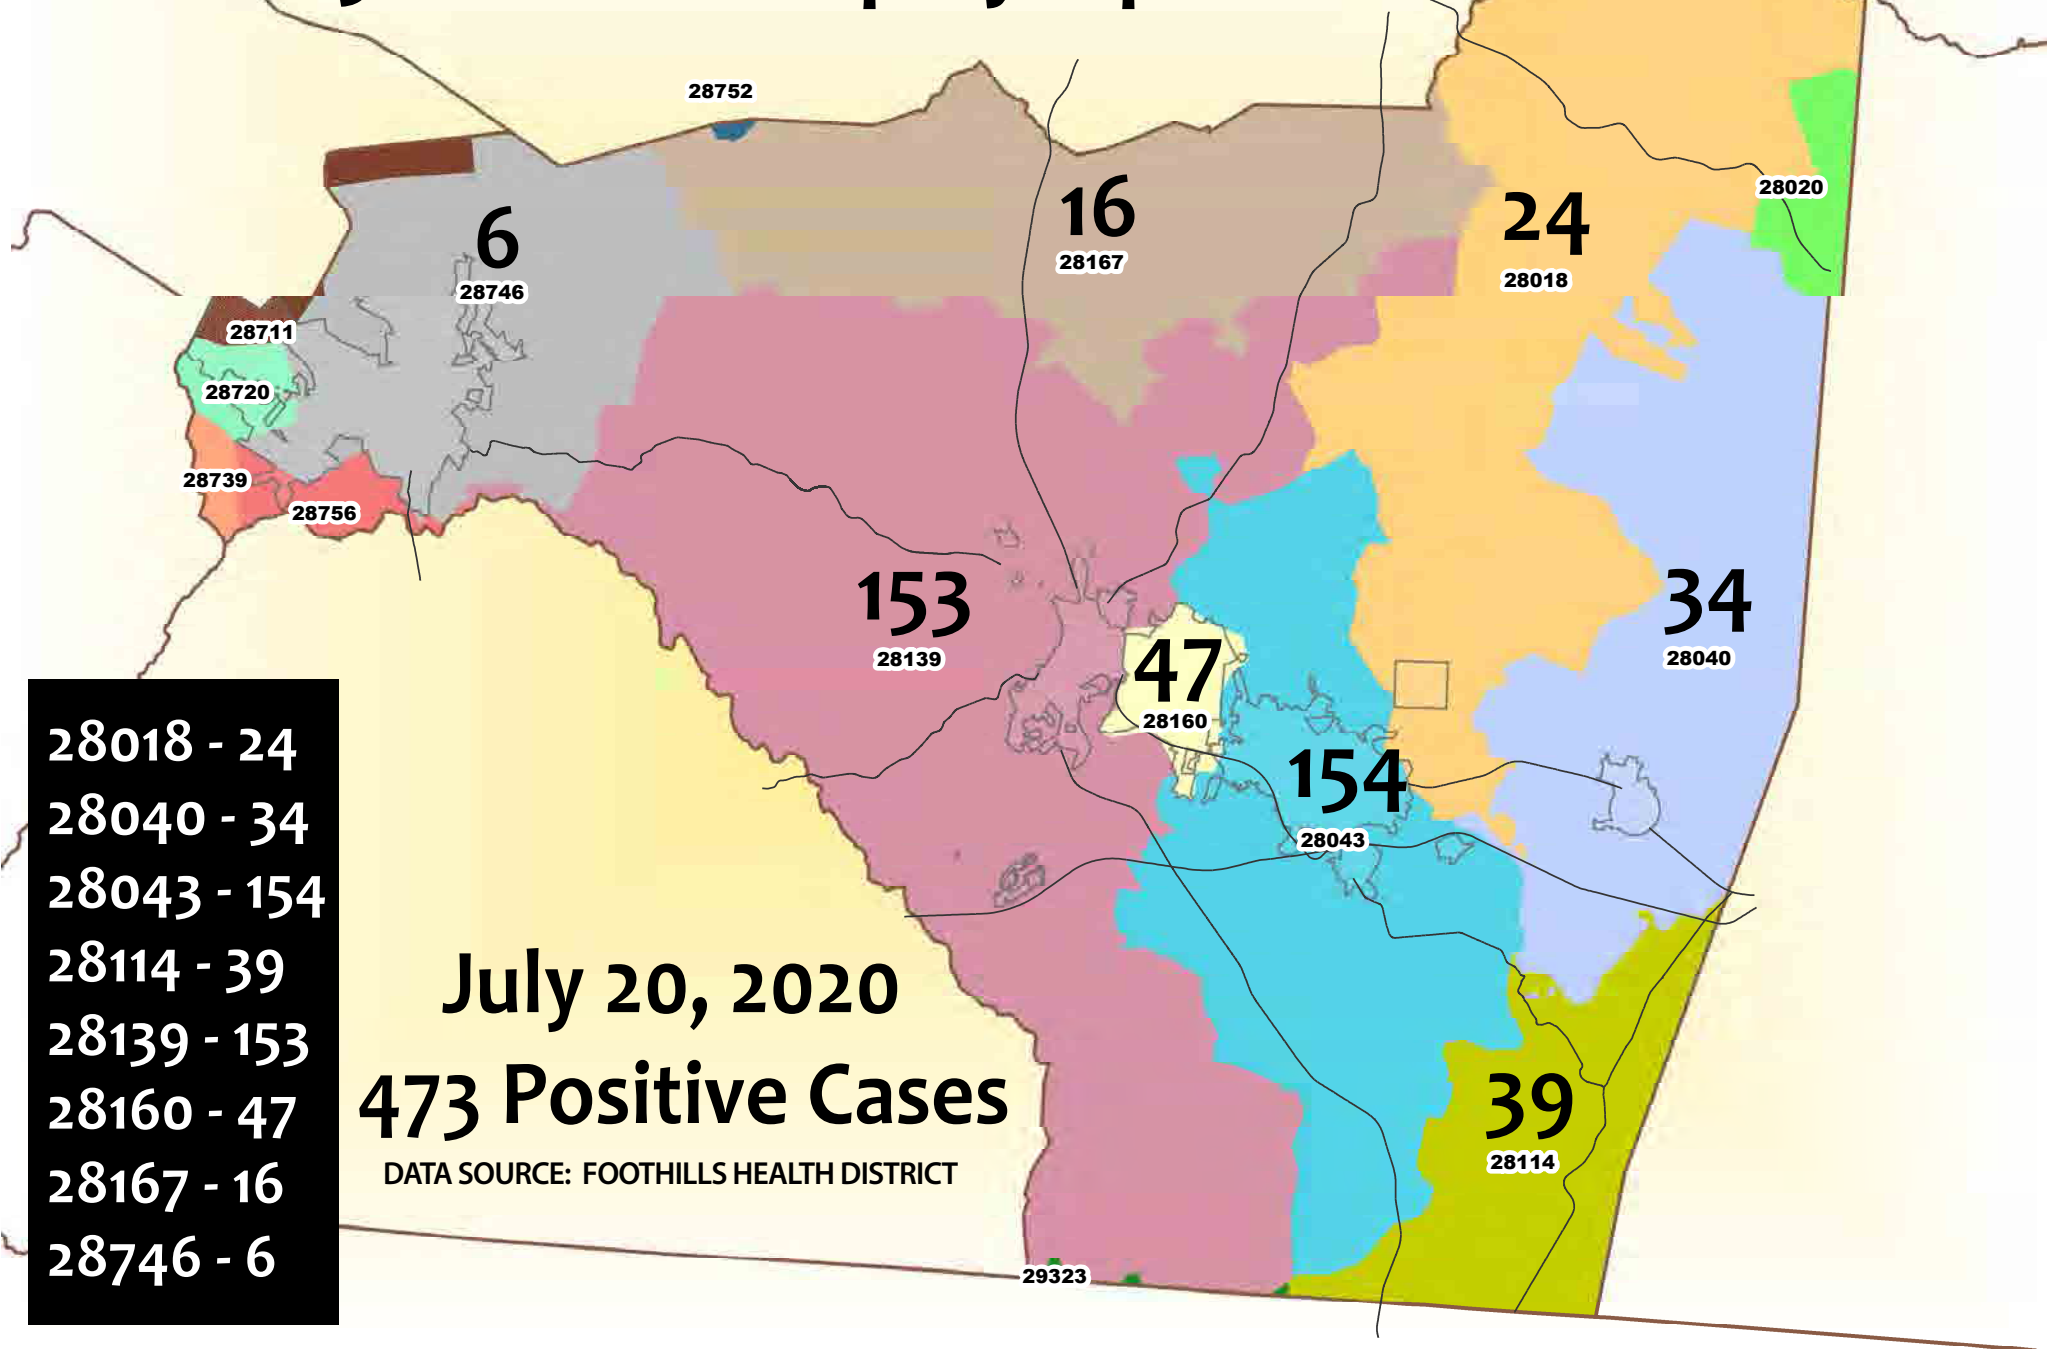 28752
28020
6
28746
16
28167
24
28018
28711
28720
28739
28756
153
28139
47
28160
34
28040
154
28043
28018 - 24
28040 - 34
28043 - 154
28114 - 39
28139 - 153
28160 - 47
28167 - 16
28746 - 6
July 20, 2020
473 Positive Cases
DATA SOURCE: FOOTHILLS HEALTH DISTRICT
39
28114
29323